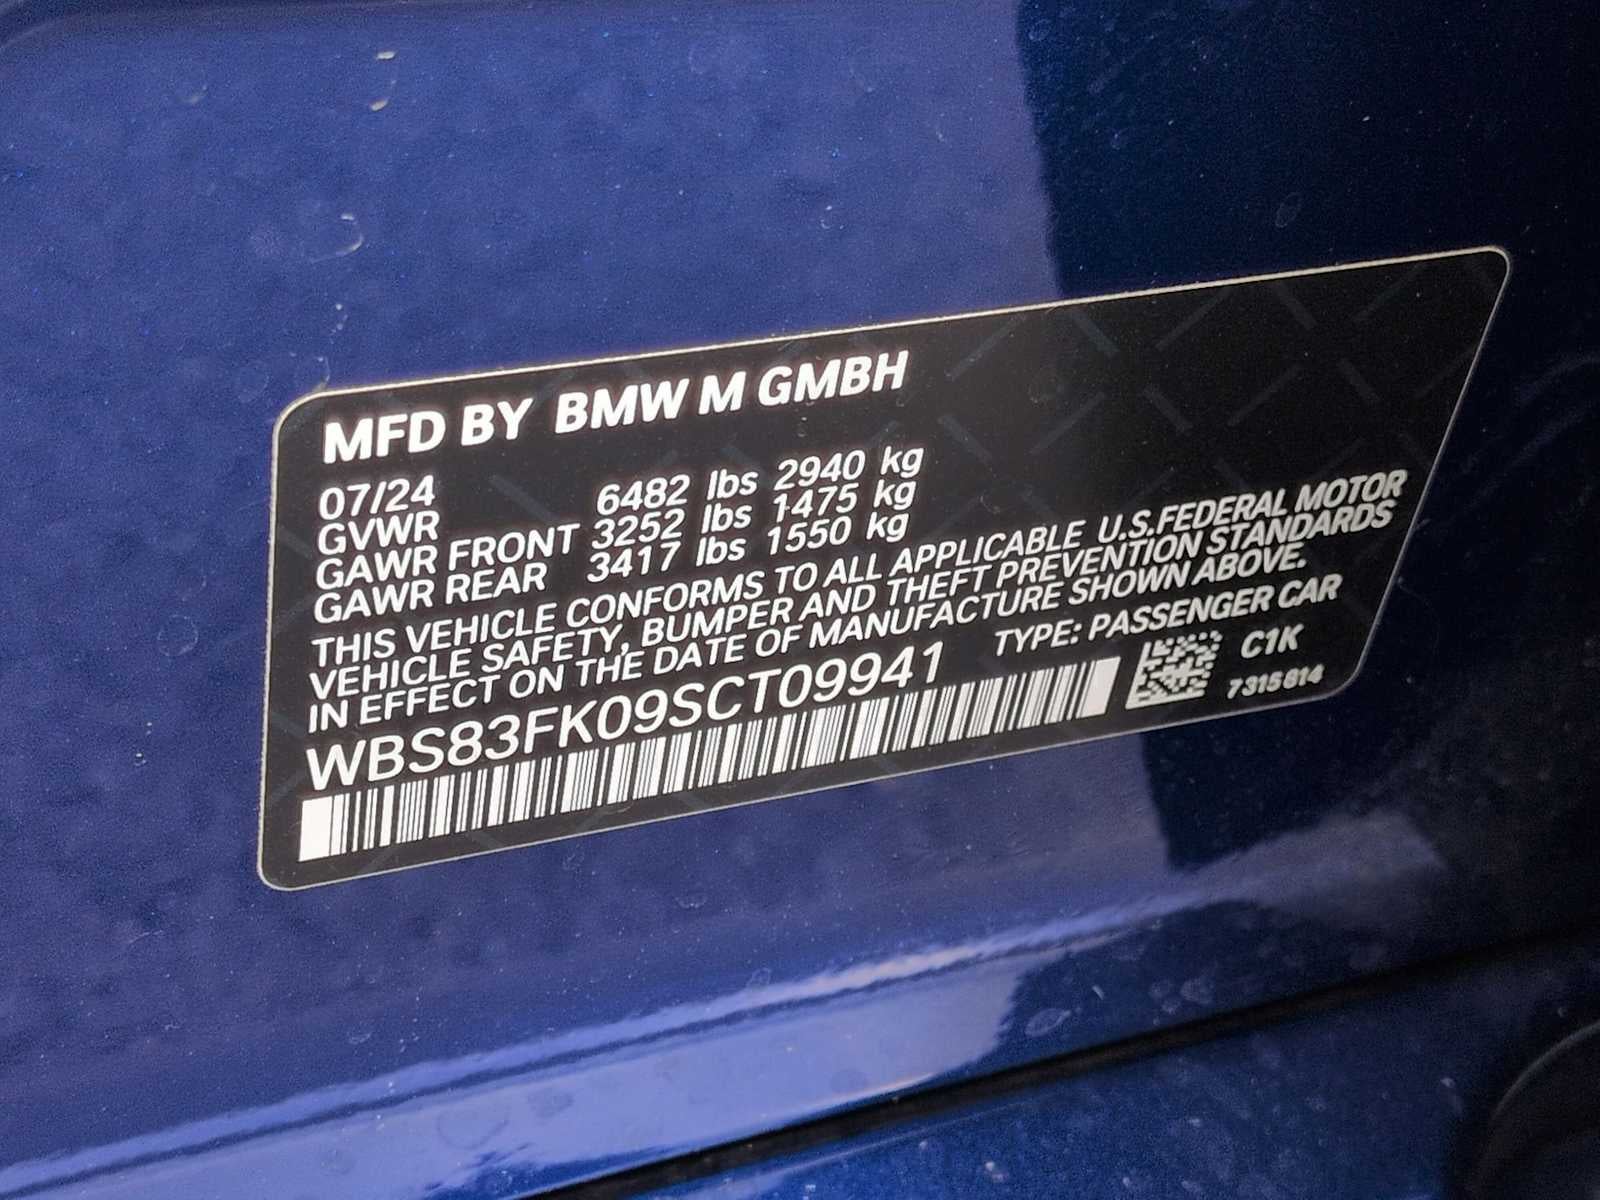 MFD BY BMW M GMBH
07/24
GVWR 6482 lbs 2940 kg
GAWR FRONT 3252 lbs 1475 kg
GAWR REAR 3417 lbs 1550 kg
THIS VEHICLE CONFORMS TO ALL APPLICABLE U.S.FEDERAL MOTOR
VEHICLE SAFETY, BUMPER AND THEFT PREVENTION STANDARDS
IN EFFECT ON THE DATE OF MANUFACTURE SHOWN ABOVE.
WBS83FK09SCT09941 TYPE: PASSENGER CAR
C1K
7315614